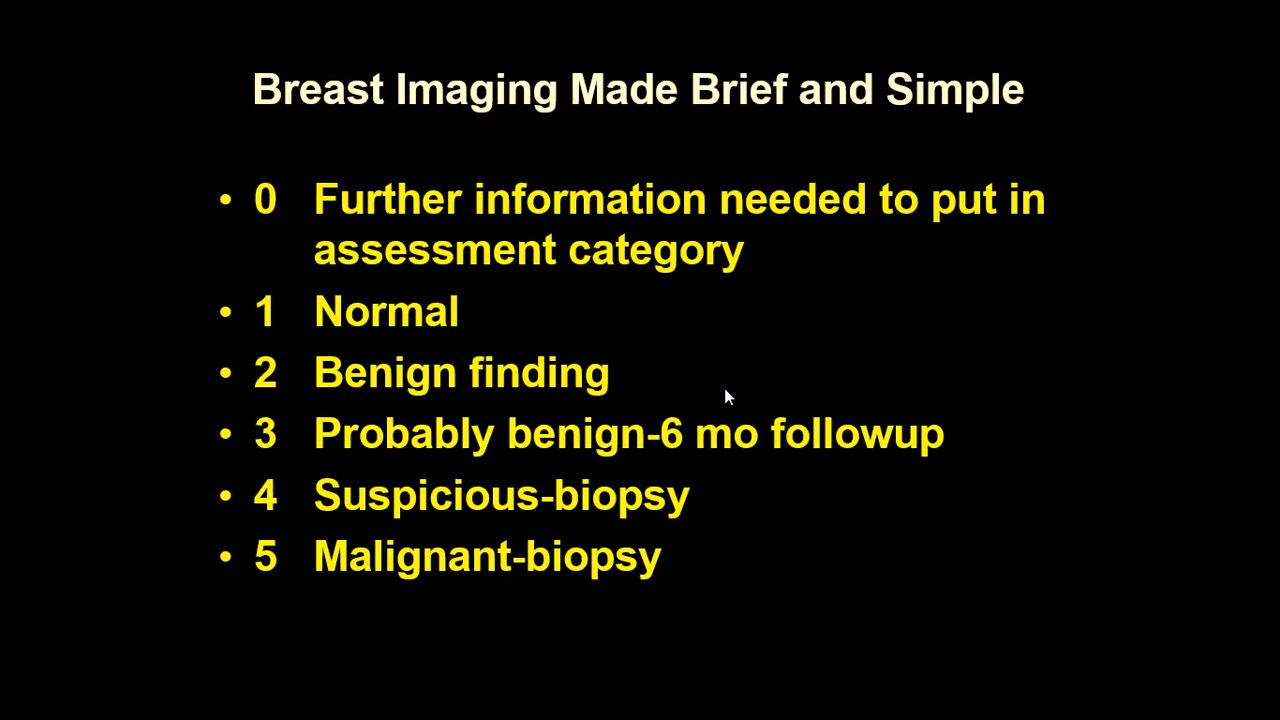 Breast Imaging Made Brief and Simple
• 0 Further information needed to put in
assessment category
• 1 Normal
• 2 Benign finding
• 3 Probably benign-6 mo followup
• 4 Suspicious-biopsy
• 5 Malignant-biopsy